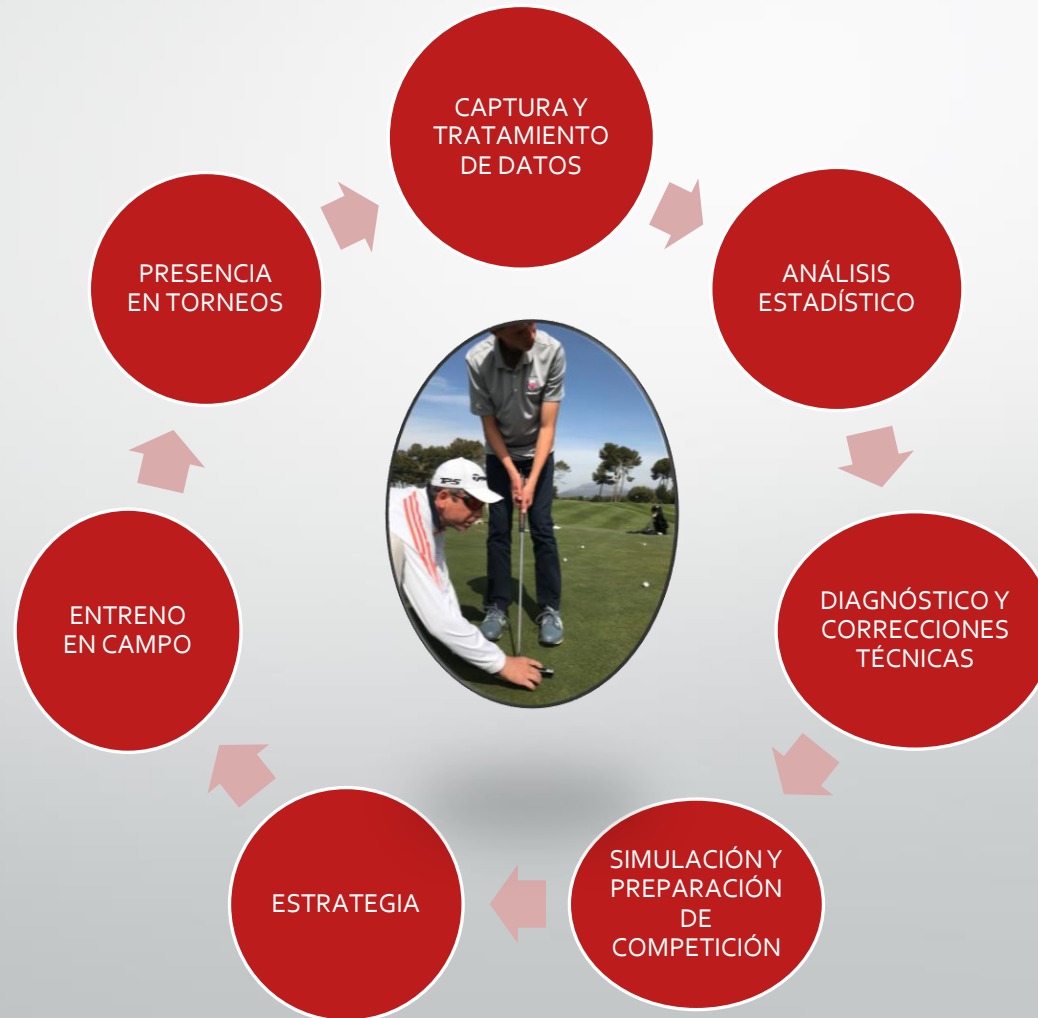 CAPTURA Y
TRATAMIENTO
DE DATOS
ANÁLISIS
ESTADÍSTICO
DIAGNÓSTICO Y
CORRECCIONES
TÉCNICAS
SIMULACIÓN Y
PREPARACIÓN
DE
COMPETICIÓN
ESTRATEGIA
ENTRENO
EN CAMPO
PRESENCIA
EN TORNEOS